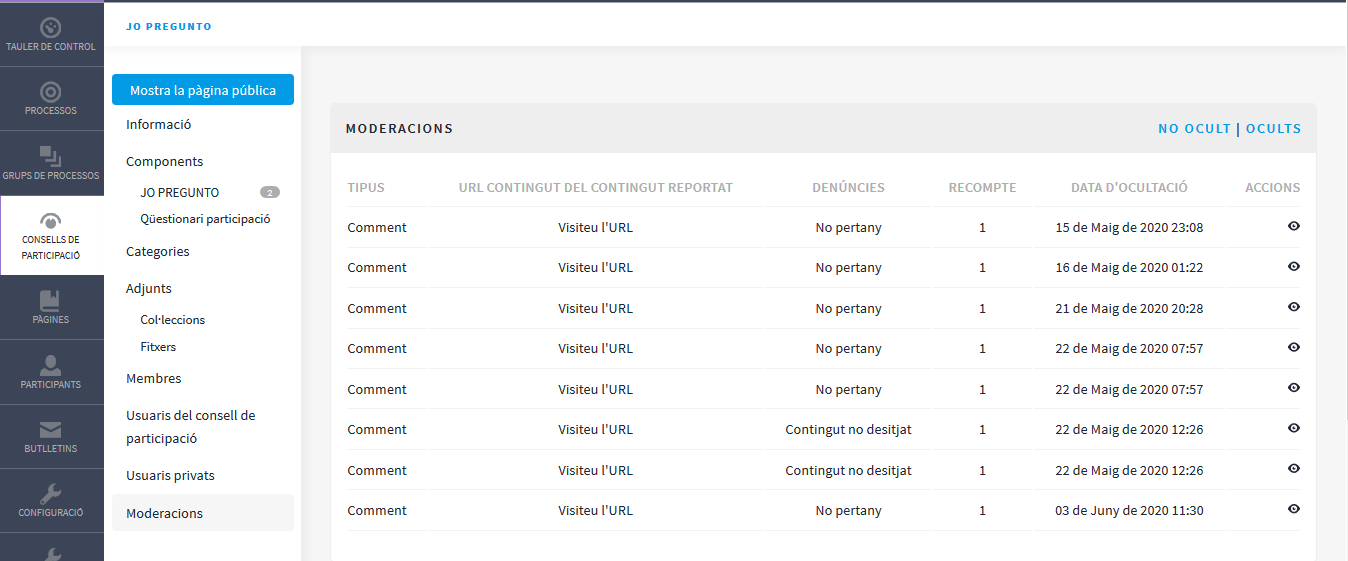 JO PREGUNTO
TAULER DE CONTROL
PROCESSOS
GRUPS DE PROCESSOS
CONSELLS DE
PARTICIPACIÓ
PÀGINES
PARTICIPANTS
BUTLLETINS
CONFIGURACIÓ
Mostra la pàgina pública
Informació
Components
JO PREGUNTO 2
Qüestionari participació
Categories
Adjunts
Col·leccions
Fitxers
Membres
Usuaris del consell de
participació
Usuaris privats
Moderacions
MODERACIONS NO OCULT | OCULTS
TIPUS URL CONTINGUT DEL CONTINGUT REPORTAT DENÚNCIES RECOMPTE DATA D'OCULTACIÓ ACCIONS
Comment Visiteu l'URL No pertany 1 15 de Maig de 2020 23:08
Comment Visiteu l'URL No pertany 1 16 de Maig de 2020 01:22
Comment Visiteu l'URL No pertany 1 21 de Maig de 2020 20:28
Comment Visiteu l'URL No pertany 1 22 de Maig de 2020 07:57
Comment Visiteu l'URL No pertany 1 22 de Maig de 2020 07:57
Comment Visiteu l'URL Contingut no desitjat 1 22 de Maig de 2020 12:26
Comment Visiteu l'URL Contingut no desitjat 1 22 de Maig de 2020 12:26
Comment Visiteu l'URL No pertany 1 03 de Juny de 2020 11:30